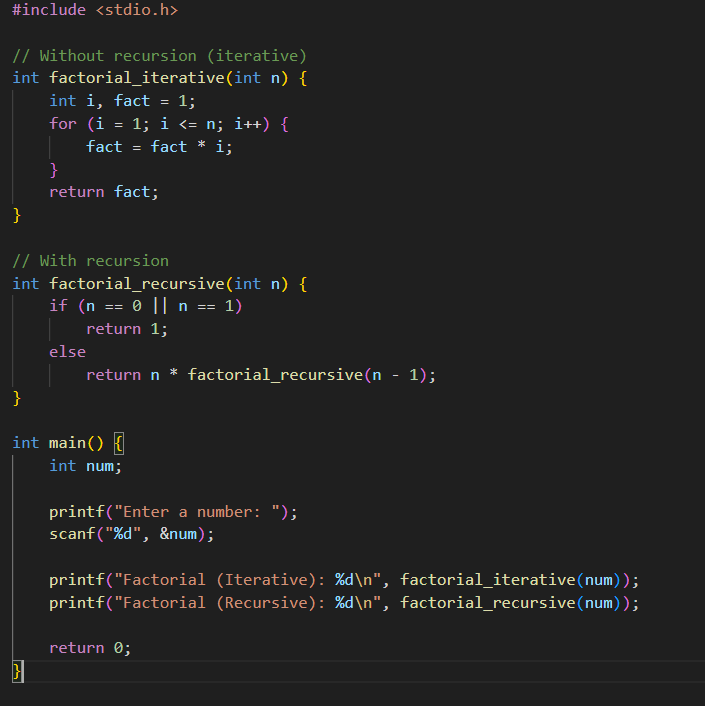 #include <stdio.h>

// Without recursion (iterative)
int factorial_iterative(int n) {
    int i, fact = 1;
    for (i = 1; i <= n; i++) {
        fact = fact * i;
    }
    return fact;
}

// With recursion
int factorial_recursive(int n) {
    if (n == 0 || n == 1)
        return 1;
    else
        return n * factorial_recursive(n - 1);
}

int main() {
    int num;

    printf("Enter a number: ");
    scanf("%d", &num);

    printf("Factorial (Iterative): %d\n", factorial_iterative(num));
    printf("Factorial (Recursive): %d\n", factorial_recursive(num));

    return 0;
}